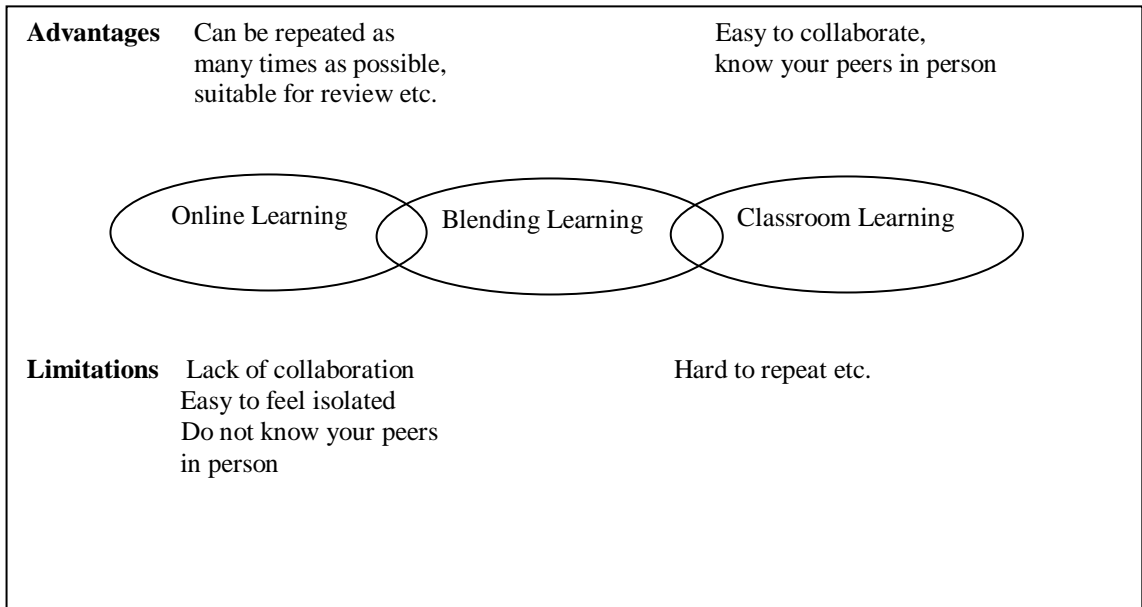 Advantages Can be repeated as Easy to collaborate,
many times as possible, know your peers in person
suitable for review etc.
Online Learning Blending Learning Classroom Learning
Limitations Lack of collaboration Hard to repeat etc.
Easy to feel isolated
Do not know your peers
in person